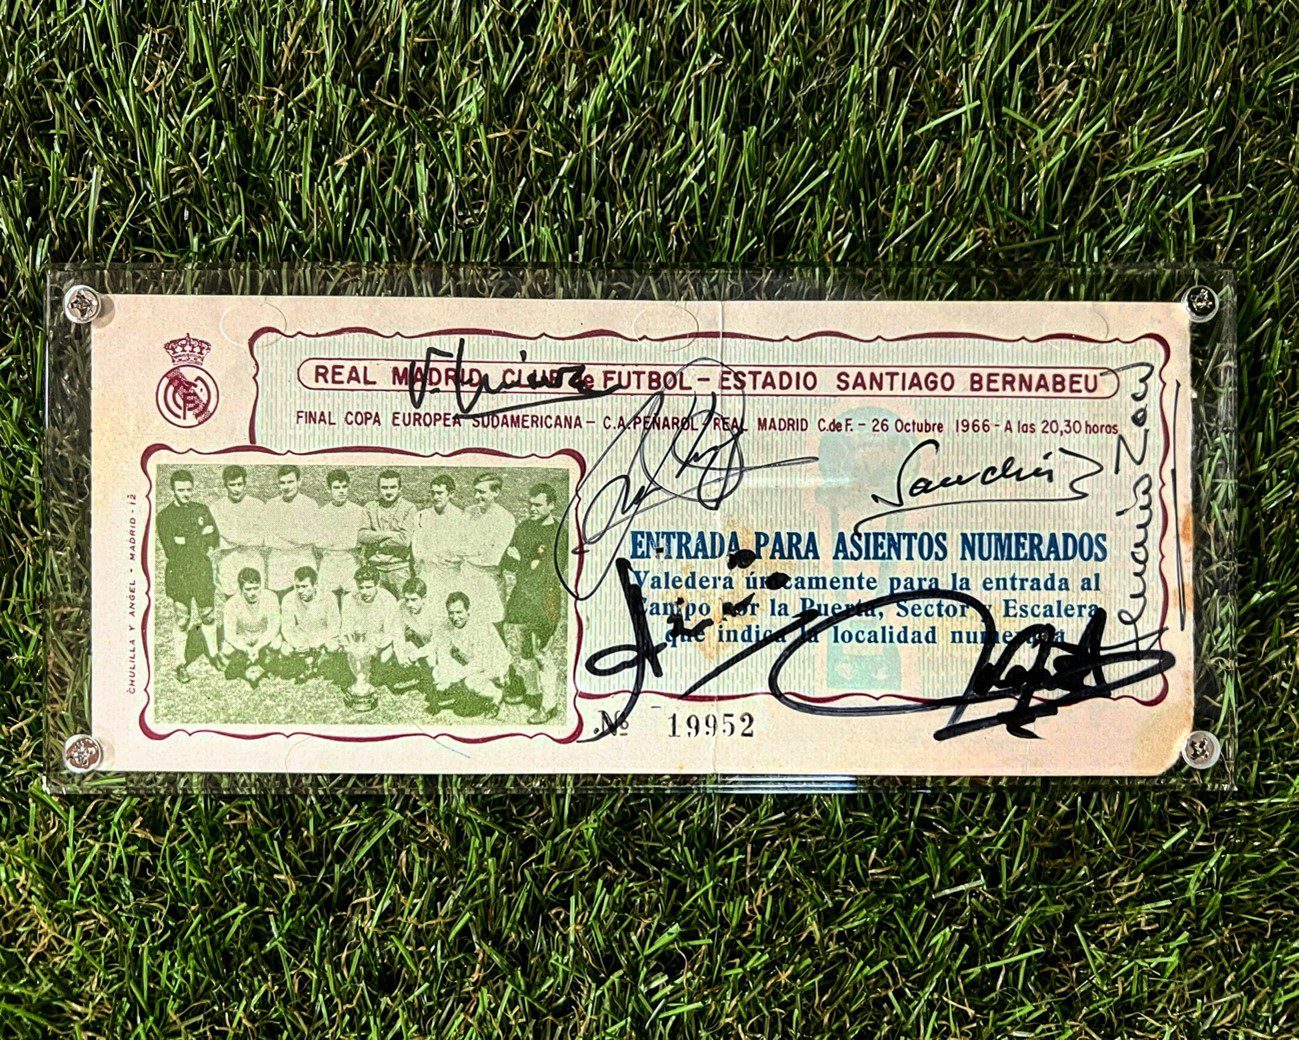 REAL MADRID CLUB de FUTBOL - ESTADIO SANTIAGO BERNABEU
FINAL COPA EUROPEA SUDAMERICANA - C.A. PEÑAROL - REAL MADRID C. de F. - 26 Octubre 1966 - A las 20,30 horas
CHULILLA Y ANGEL - MADRID - 12
Sanchis
ENTRADA PARA ASIENTOS NUMERADOS
Valedera únicamente para la entrada al
Campo por la Puerta, Sector y Escalera
que indica la localidad numerada
Nº 19952